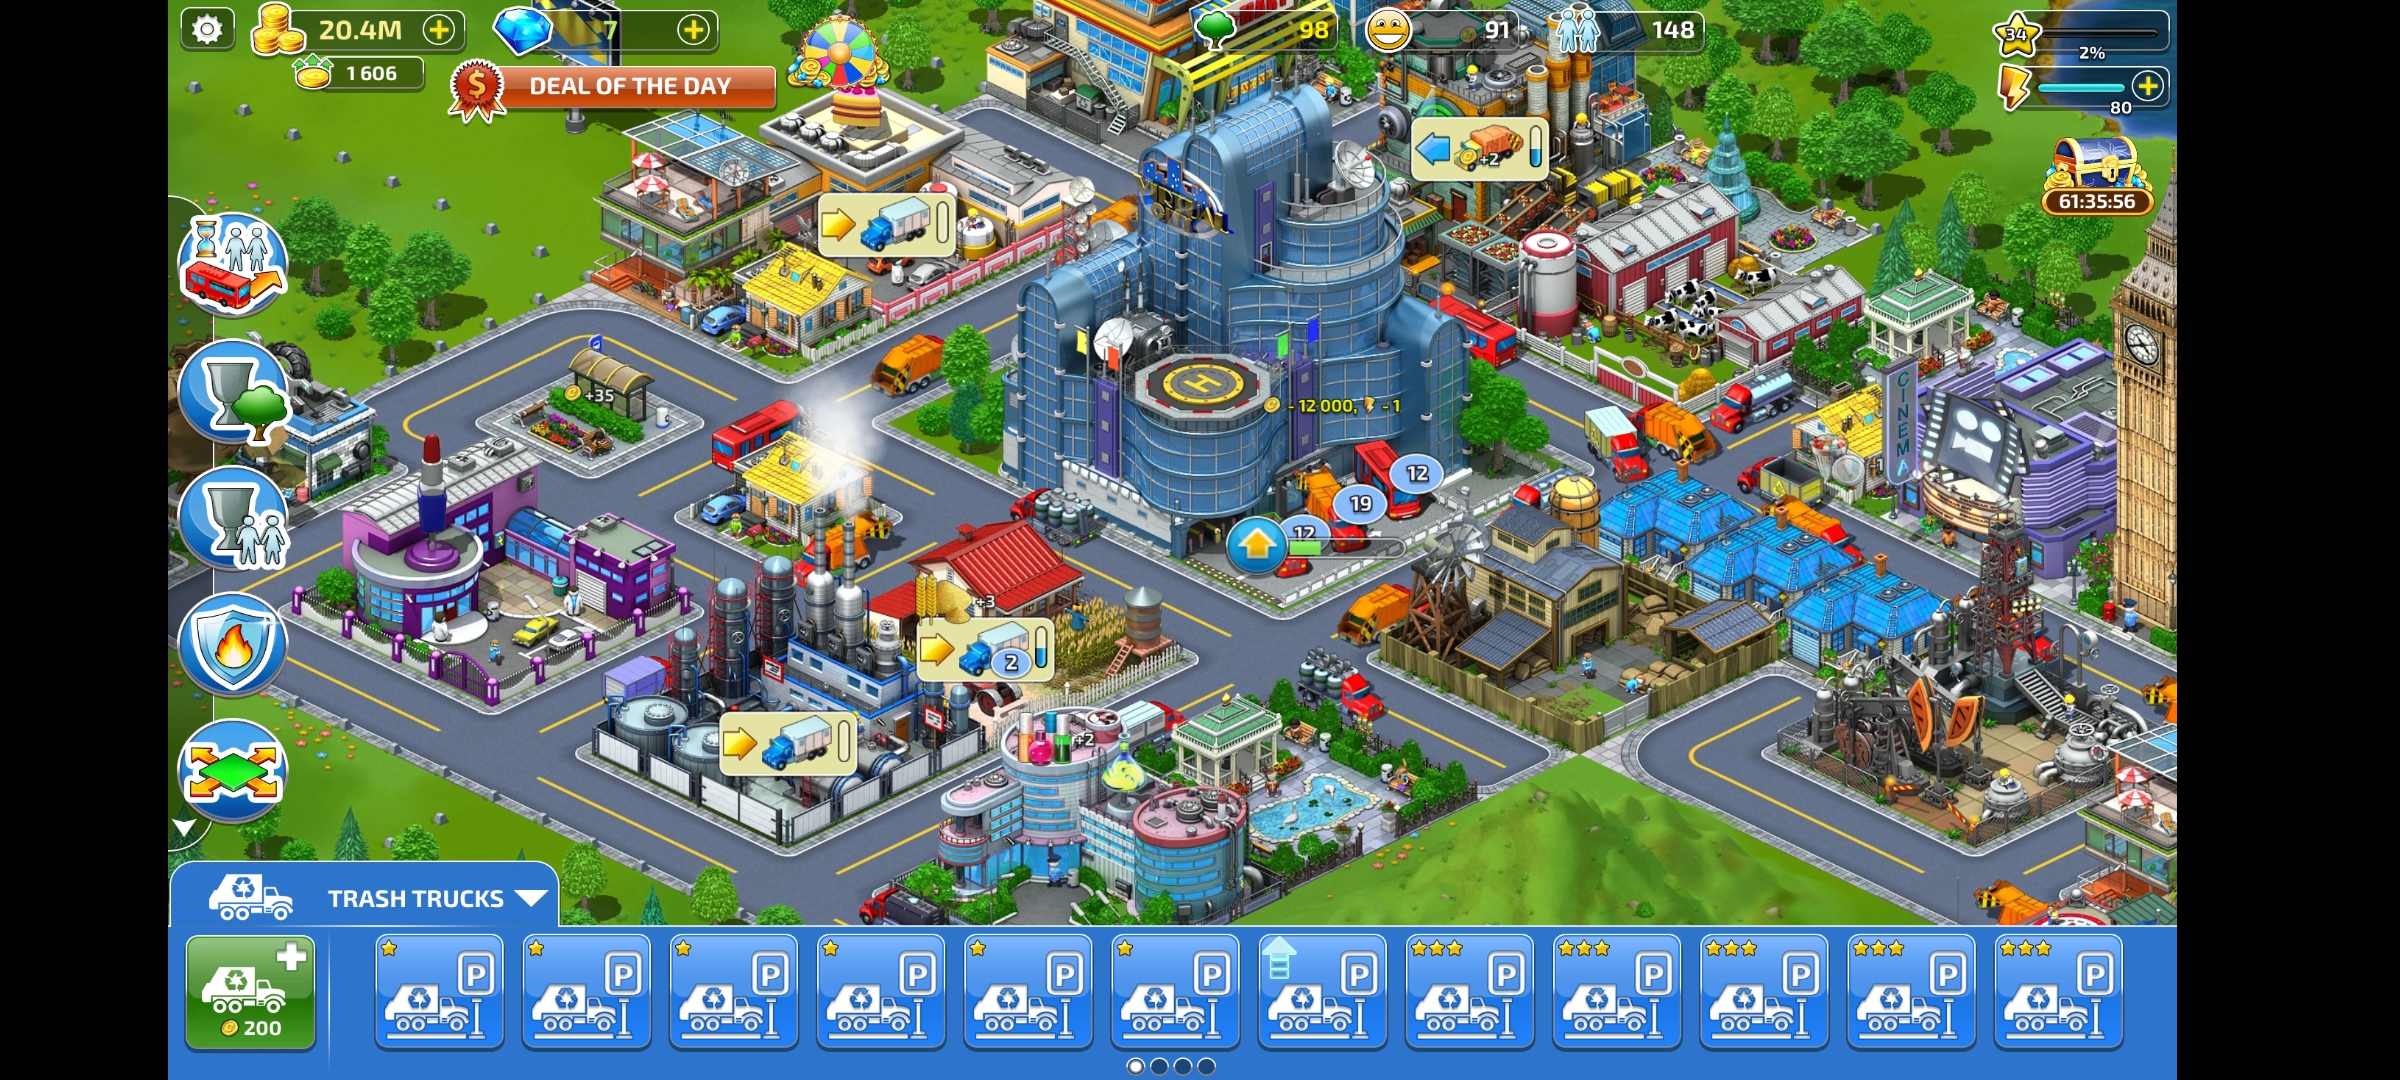 20.4M
7
98
91
148
34
2%
1 606
DEAL OF THE DAY
80
+2
61:35:56
+35
- 12 000, - 1
CINEMA
-1
12
19
12
+3
2
+2
TRASH TRUCKS
P
P
P
P
P
P
P
P
P
P
P
P
200
H